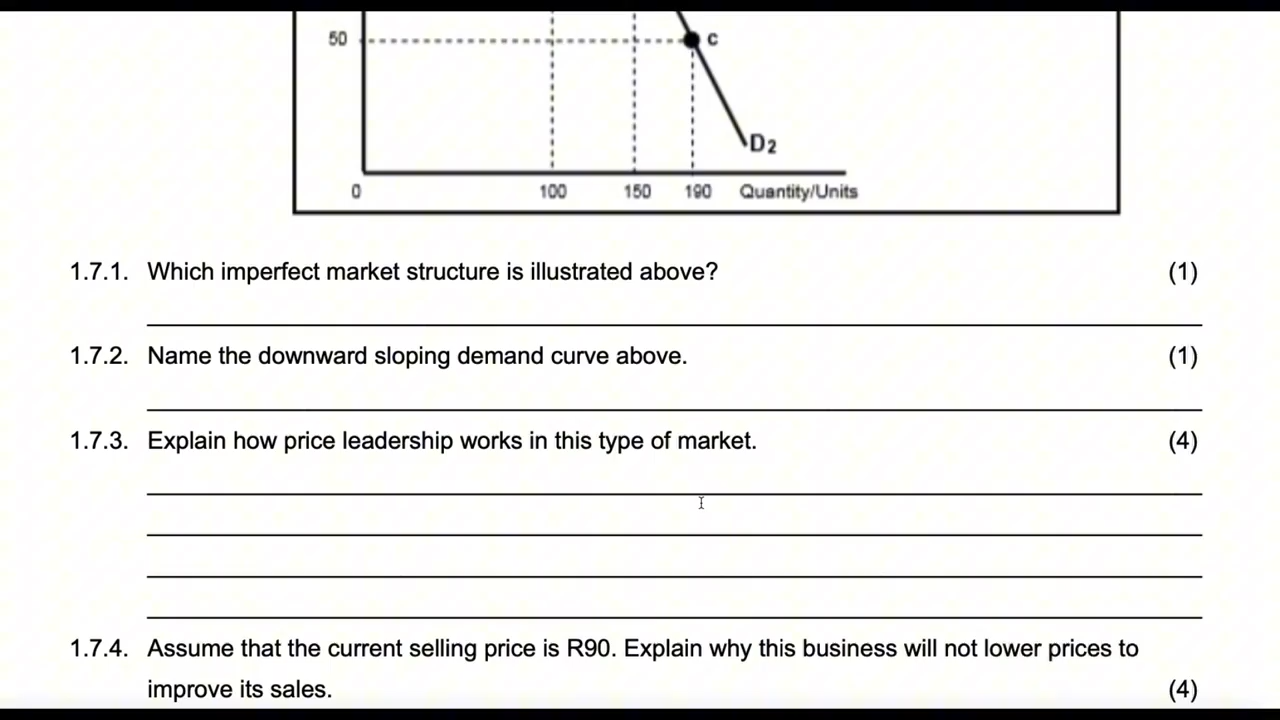 50
c
D2
0 100 150 190 Quantity/Units
1.7.1. Which imperfect market structure is illustrated above? (1)
1.7.2. Name the downward sloping demand curve above. (1)
1.7.3. Explain how price leadership works in this type of market. (4)
1.7.4. Assume that the current selling price is R90. Explain why this business will not lower prices to
improve its sales. (4)